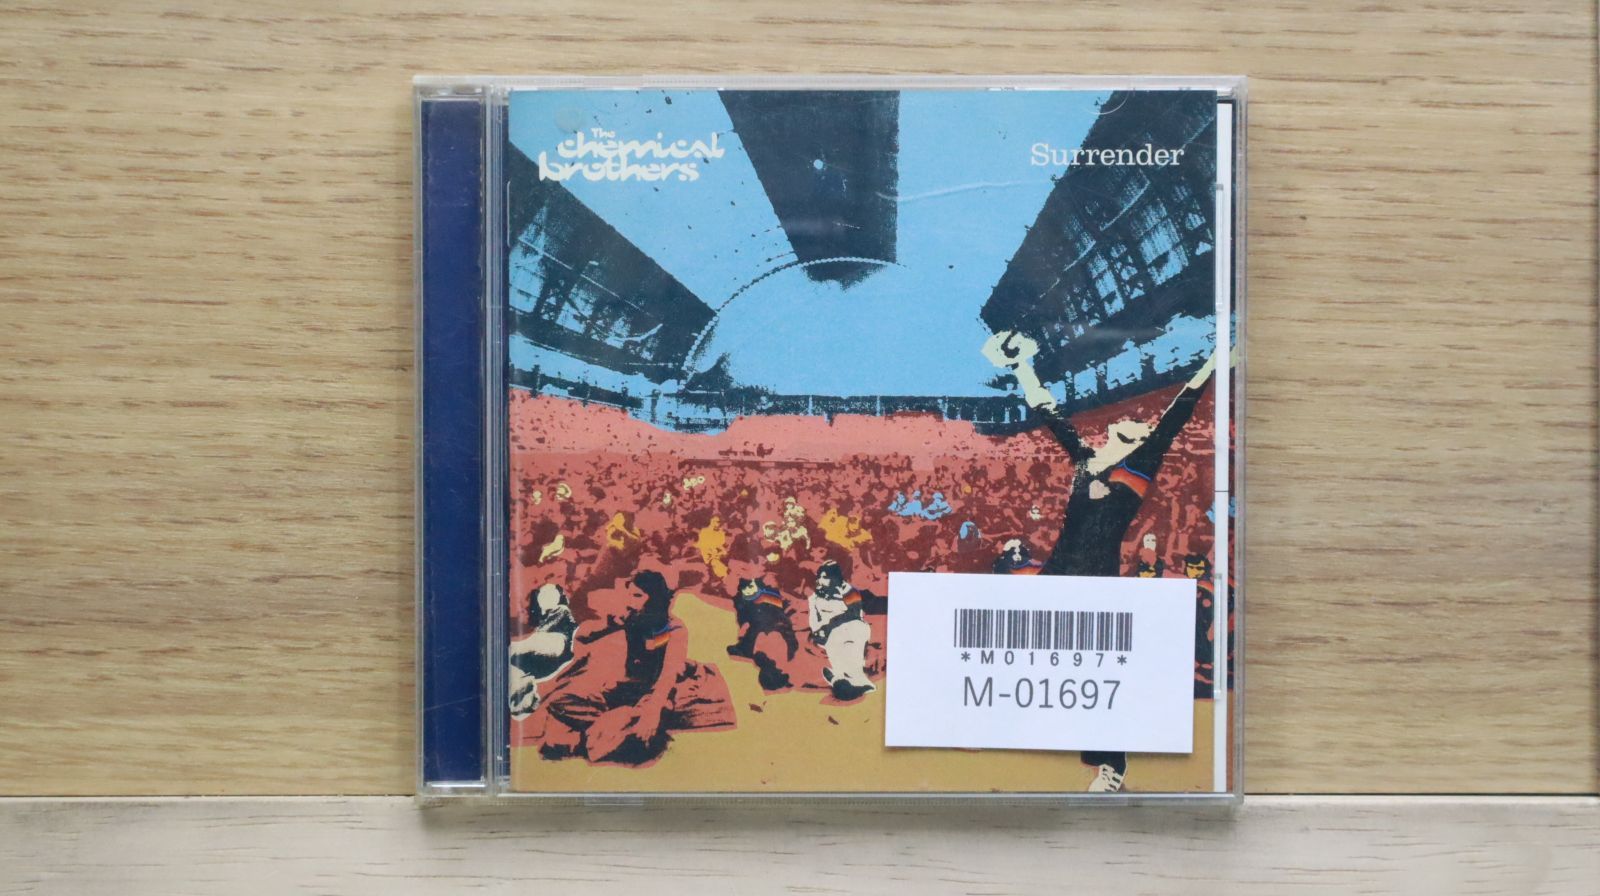 The
chemical
brothers
Surrender
*M01697*
M-01697